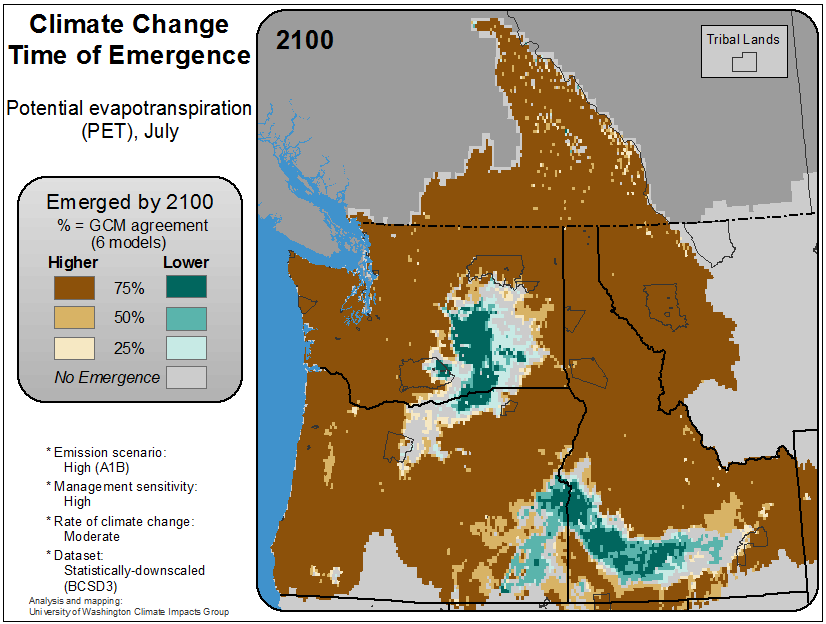 Climate Change
Time of Emergence
Potential evapotranspiration
(PET), July
Emerged by 2100
% = GCM agreement
(6 models)
Higher Lower
75%
50%
25%
No Emergence
* Emission scenario:
High (A1B)
* Management sensitivity:
High
* Rate of climate change:
Moderate
* Dataset:
Statistically-downscaled
(BCSD3)
Analysis and mapping:
University of Washington Climate Impacts Group
2100
Tribal Lands